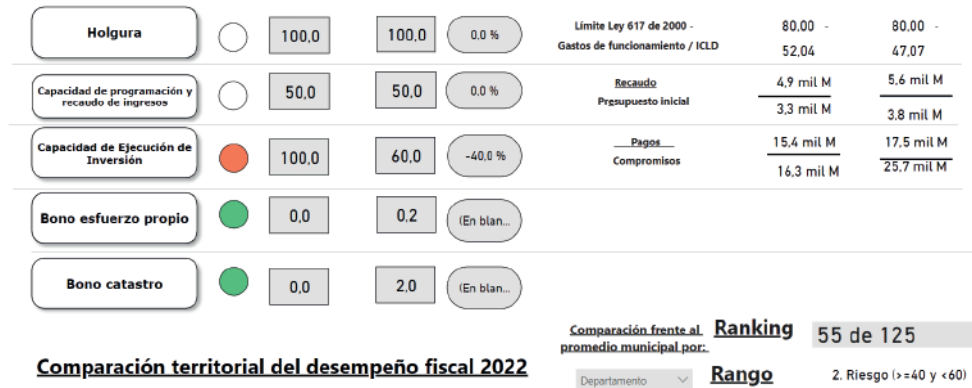 Holgura 100,0 100,0 0.0 % Límite Ley 617 de 2000 - 80,00 - 80,00 -
Gastos de funcionamiento / ICLD 52,04 47,07
Capacidad de programación y
recaudo de ingresos
50,0 50,0 0.0 % Recaudo 4,9 mil M 5,6 mil M
Presupuesto inicial 3,3 mil M 3,8 mil M
Capacidad de Ejecución de
Inversión
100,0 60,0 -40,0 % Pagos 15,4 mil M 17,5 mil M
Compromisos 16,3 mil M 25,7 mil M
Bono esfuerzo propio 0,0 0,2 (En blan...
Bono catastro 0,0 2,0 (En blan...
Comparación territorial del desempeño fiscal 2022
Comparación frente al
promedio municipal por:
Ranking 55 de 125
Departamento Rango 2. Riesgo (>=40 y <60)